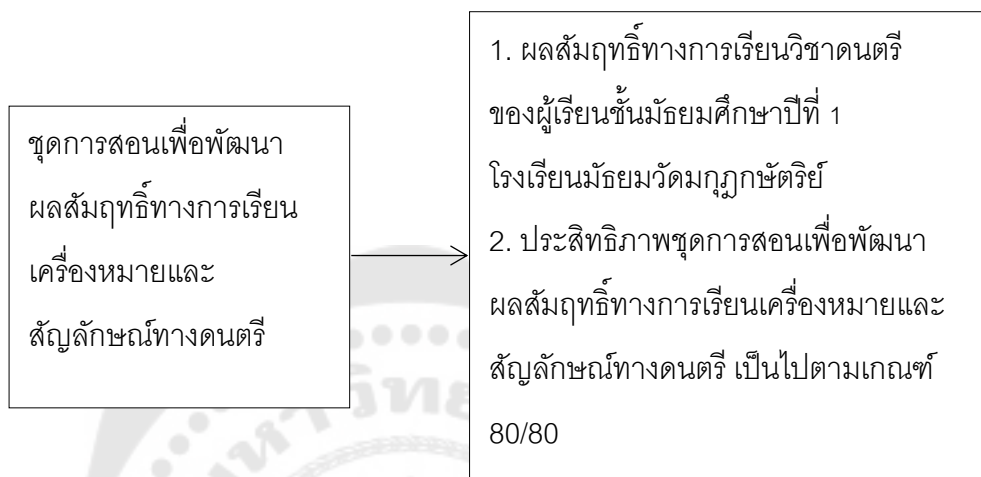 ชุดการสอนเพื่อพัฒนา
ผลสัมฤทธิ์ทางการเรียน
เครื่องหมายและ
สัญลักษณ์ทางดนตรี
1. ผลสัมฤทธิ์ทางการเรียนวิชาดนตรี
ของผู้เรียนชั้นมัธยมศึกษาปีที่ 1
โรงเรียนมัธยมวัดมกุฎกษัตริย์
2. ประสิทธิภาพชุดการสอนเพื่อพัฒนา
ผลสัมฤทธิ์ทางการเรียนเครื่องหมายและ
สัญลักษณ์ทางดนตรี เป็นไปตามเกณฑ์
80/80